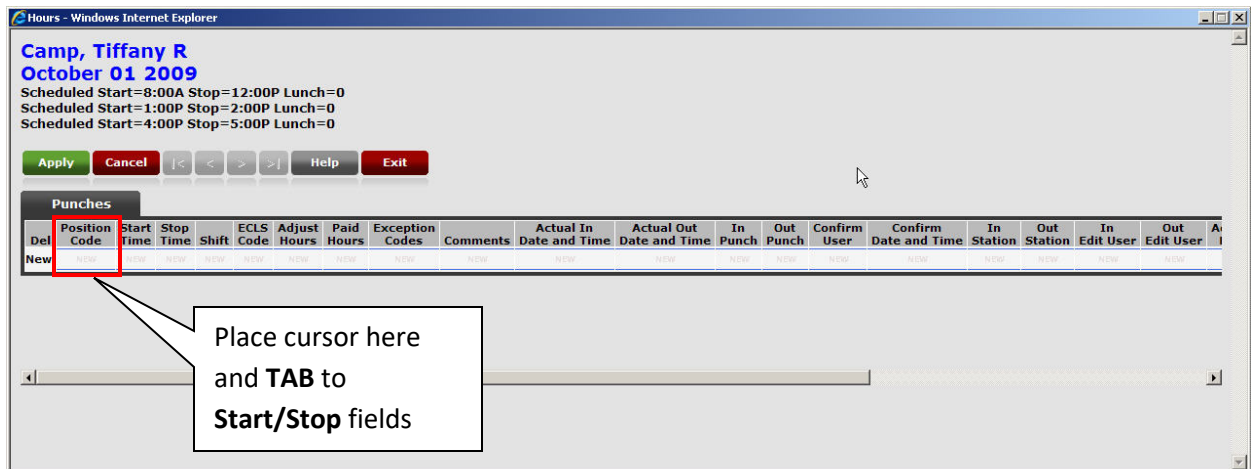 Hours - Windows Internet Explorer
Camp, Tiffany R
October 01 2009
Scheduled Start=8:00A Stop=12:00P Lunch=0
Scheduled Start=1:00P Stop=2:00P Lunch=0
Scheduled Start=4:00P Stop=5:00P Lunch=0
Apply Cancel |< < > >| Help Exit
Punches
Position Start Stop ECLS Adjust Paid Exception Actual In Actual Out In Out Confirm Confirm In Out In Out
Del Code Time Time Shift Code Hours Hours Codes Comments Date and Time Date and Time Punch Punch User Date and Time Station Station Edit User Edit User
New NEW NEW NEW NEW NEW NEW NEW NEW NEW NEW NEW NEW NEW NEW NEW NEW NEW NEW NEW
Place cursor here
and TAB to
Start/Stop fields